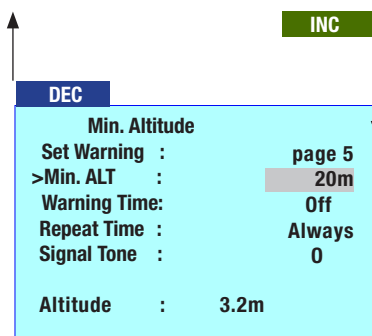 INC
DEC
Min. Altitude
Set Warning : page 5
>Min. ALT : 20m
Warning Time: Off
Repeat Time : Always
Signal Tone : 0
Altitude : 3.2m